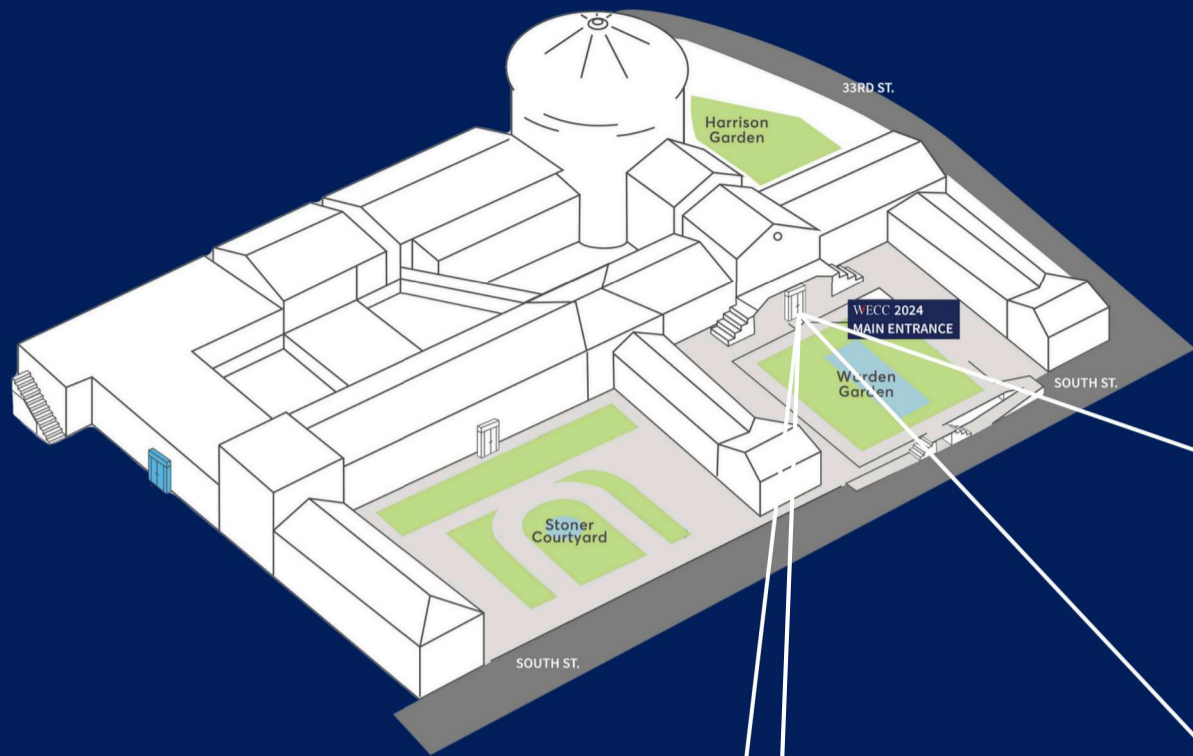 33RD ST.
Harrison
Garden
WECC 2024
MAIN ENTRANCE
Warden
Garden
SOUTH ST.
Stoner
Courtyard
SOUTH ST.